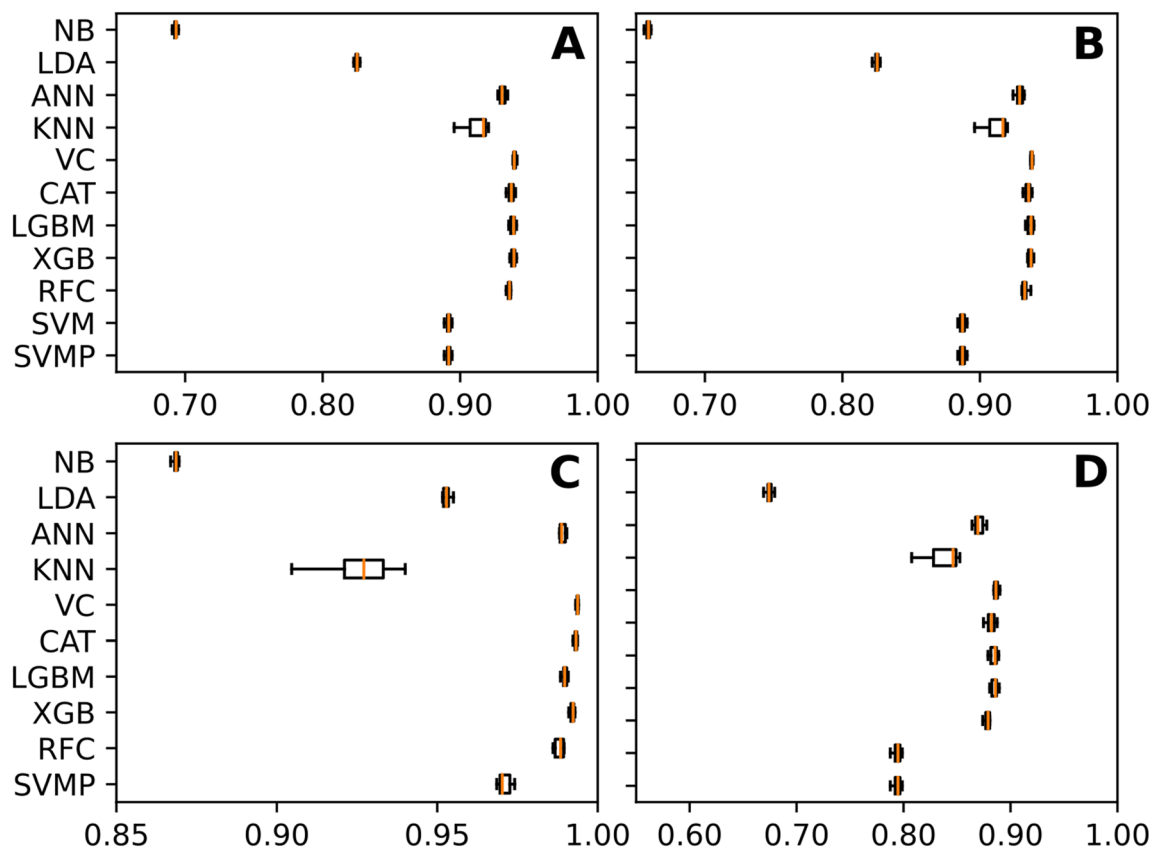 NB
LDA
ANN
KNN
VC
CAT
LGBM
XGB
RFC
SVM
SVMP
A
0.70 0.80 0.90 1.00
B
0.70 0.80 0.90 1.00
NB
LDA
ANN
KNN
VC
CAT
LGBM
XGB
RFC
SVMP
C
0.85 0.90 0.95 1.00
D
0.60 0.70 0.80 0.90 1.00